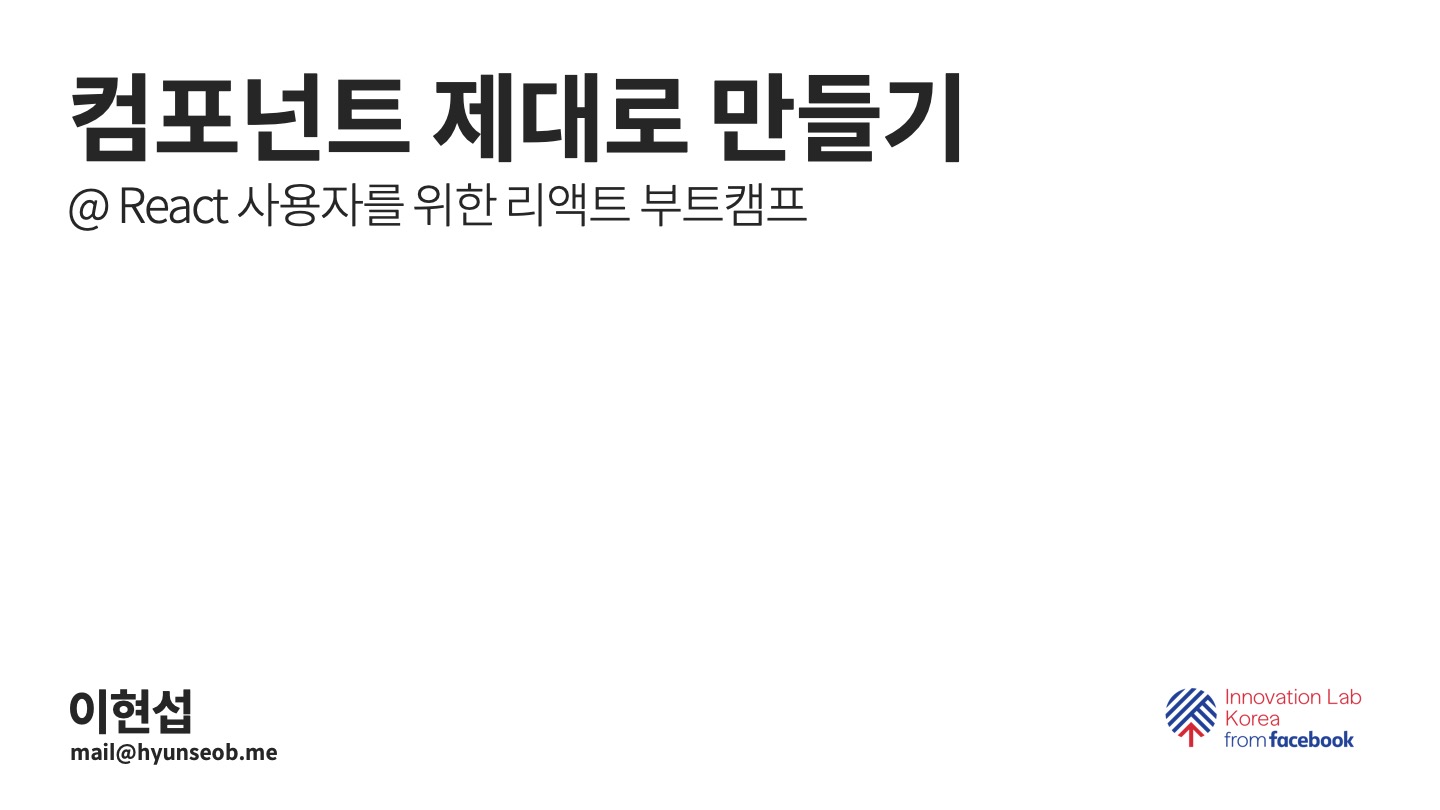 컴포넌트 제대로 만들기
@ React 사용자를 위한 리액트 부트캠프
이현섭
mail@hyunseob.me
Innovation Lab
Korea
from facebook